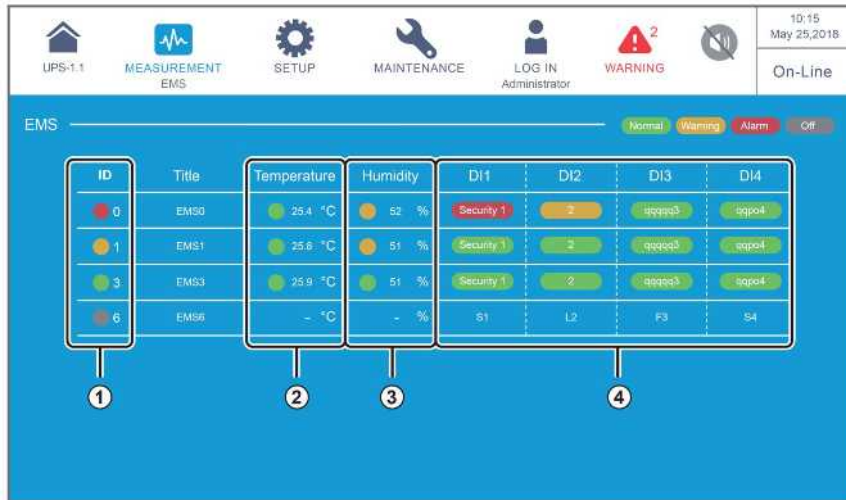 10:15
May 25,2018
2
UPS-1.1 MEASUREMENT SETUP MAINTENANCE LOG IN WARNING On-Line
EMS Administrator
EMS Normal Warning Alarm Off
ID Title Temperature Humidity DI1 DI2 DI3 DI4
0 EMS0 25.4 °C 52 % Security 1 2 qqqqq3 qqpo4
1 EMS1 25.8 °C 51 % Security 1 2 qqqqq3 qqpo4
3 EMS3 25.9 °C 51 % Security 1 2 qqqqq3 qqpo4
6 EMS6 – °C - % S1 L2 F3 S4
1 2 3 4